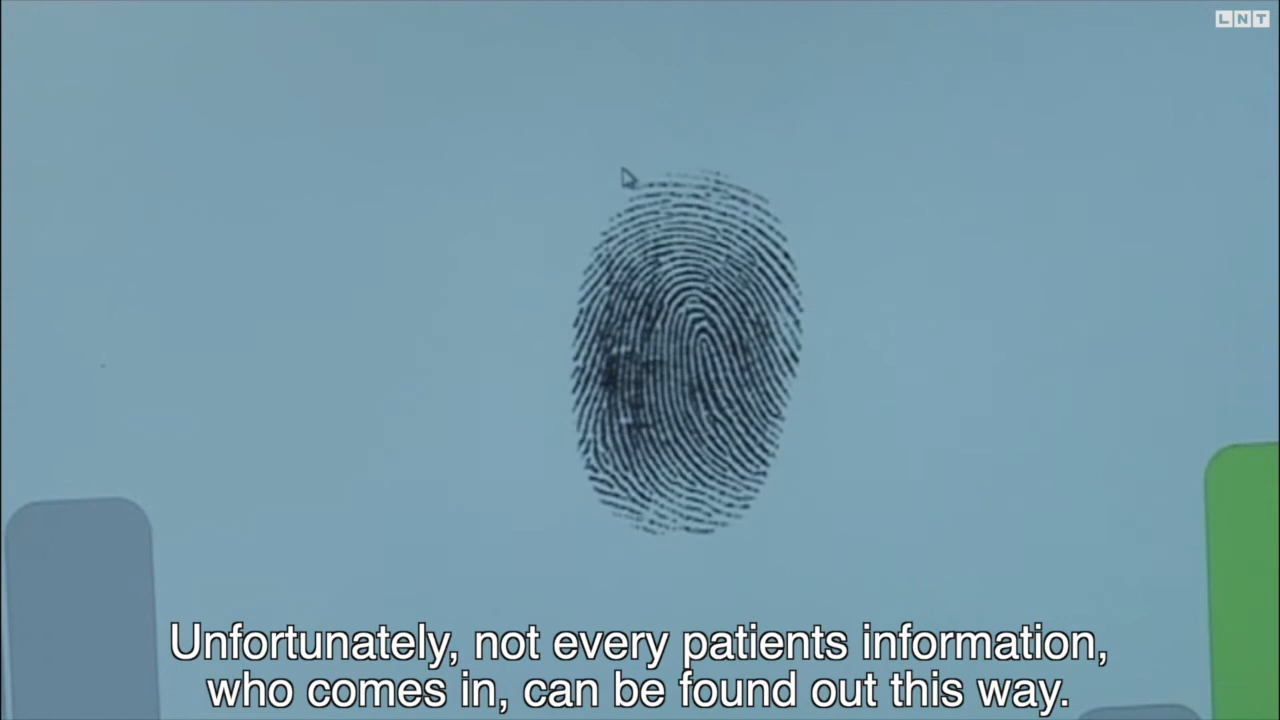 LNT
Unfortunately, not every patients information,
who comes in, can be found out this way.